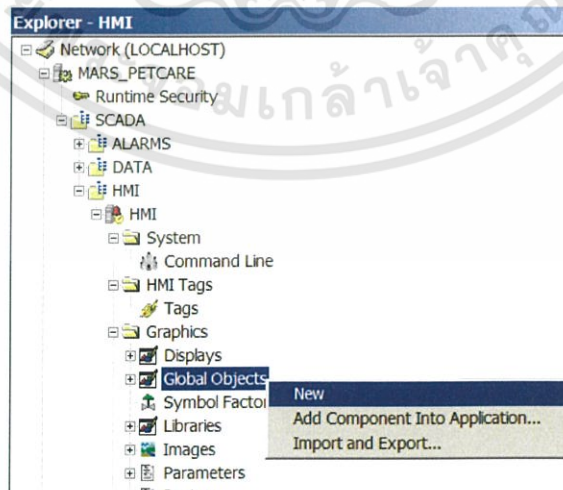 Explorer - HMI
Network (LOCALHOST)
MARS_PETCARE
Runtime Security
SCADA
ALARMS
DATA
HMI
HMI
System
Command Line
HMI Tags
Tags
Graphics
Displays
Global Objects
New
Symbol
Add Component Into Application...
Libraries
Import and Export...
Images
Parameters